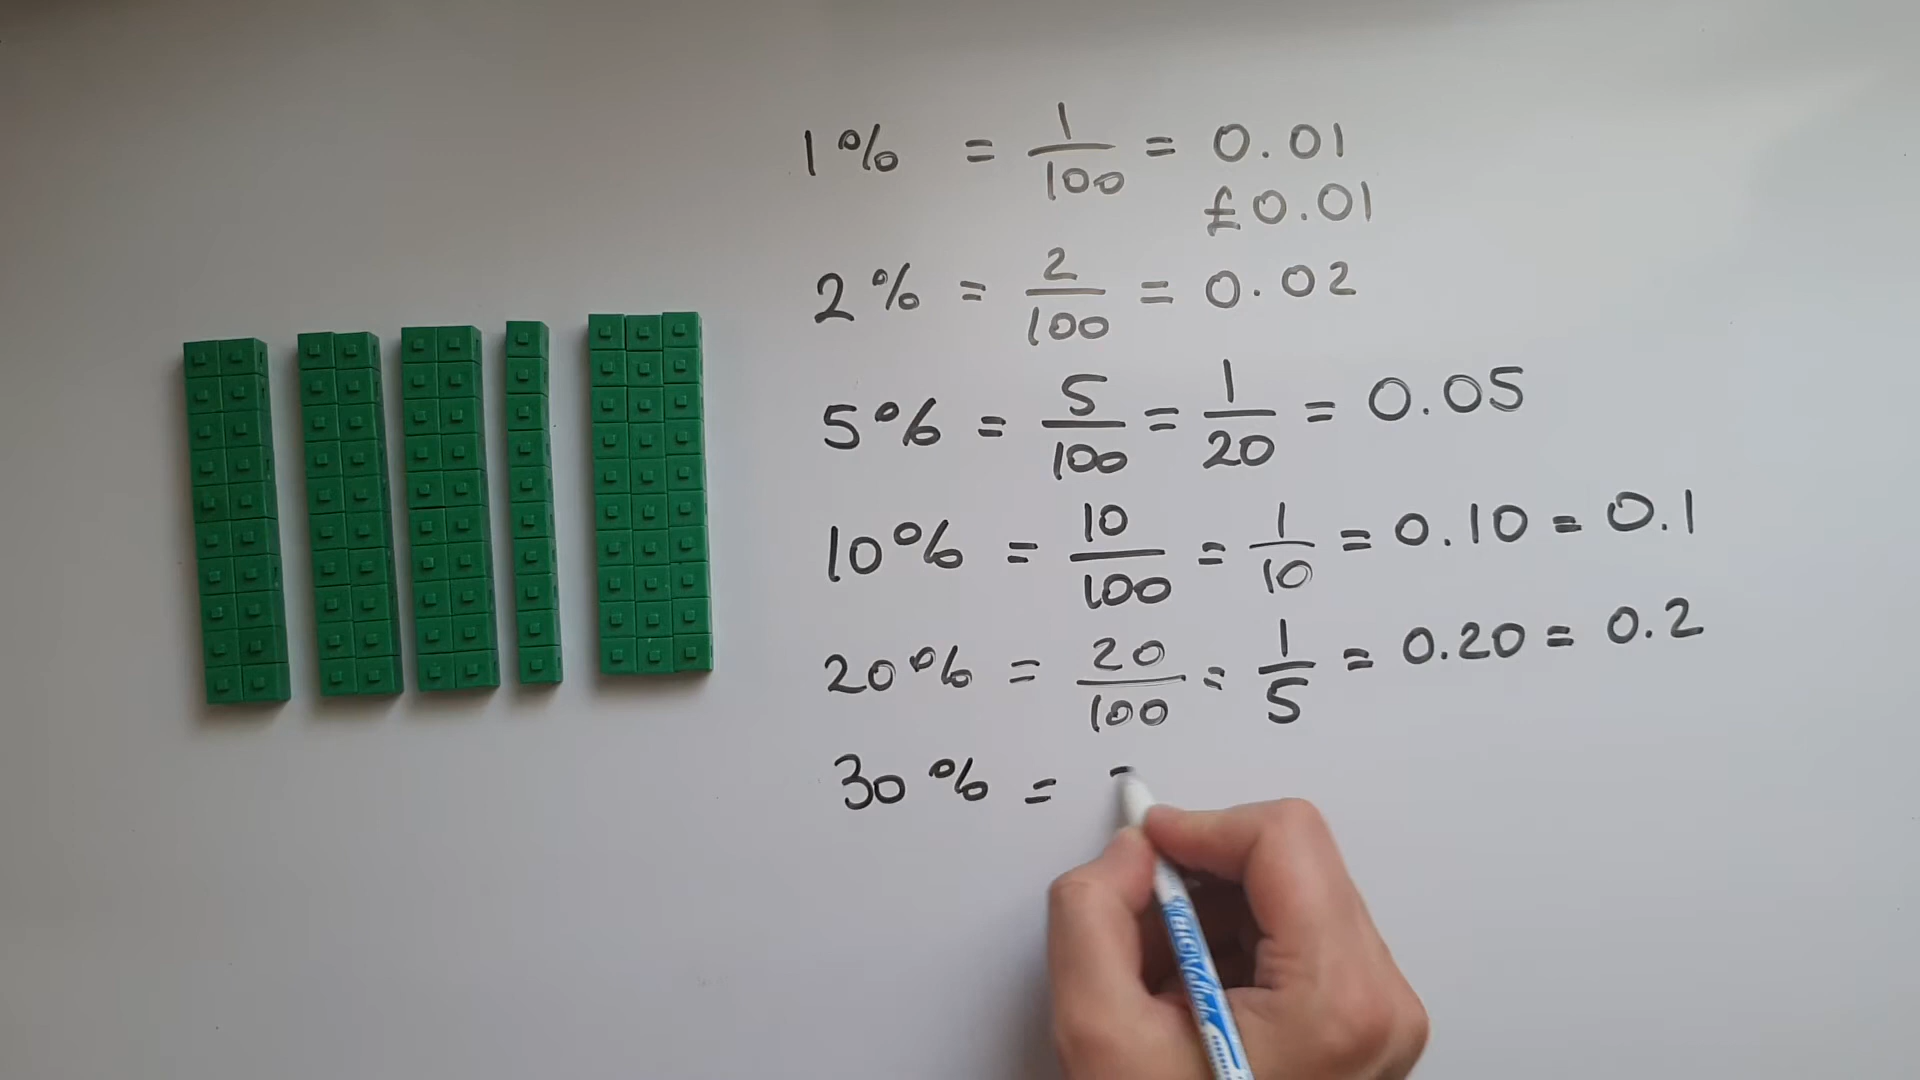 1% = 1/100 = 0.01
£0.01
2% = 2/100 = 0.02
5% = 5/100 = 1/20 = 0.05
10% = 10/100 = 1/10 = 0.10 = 0.1
20% = 20/100 = 1/5 = 0.20 = 0.2
30% =